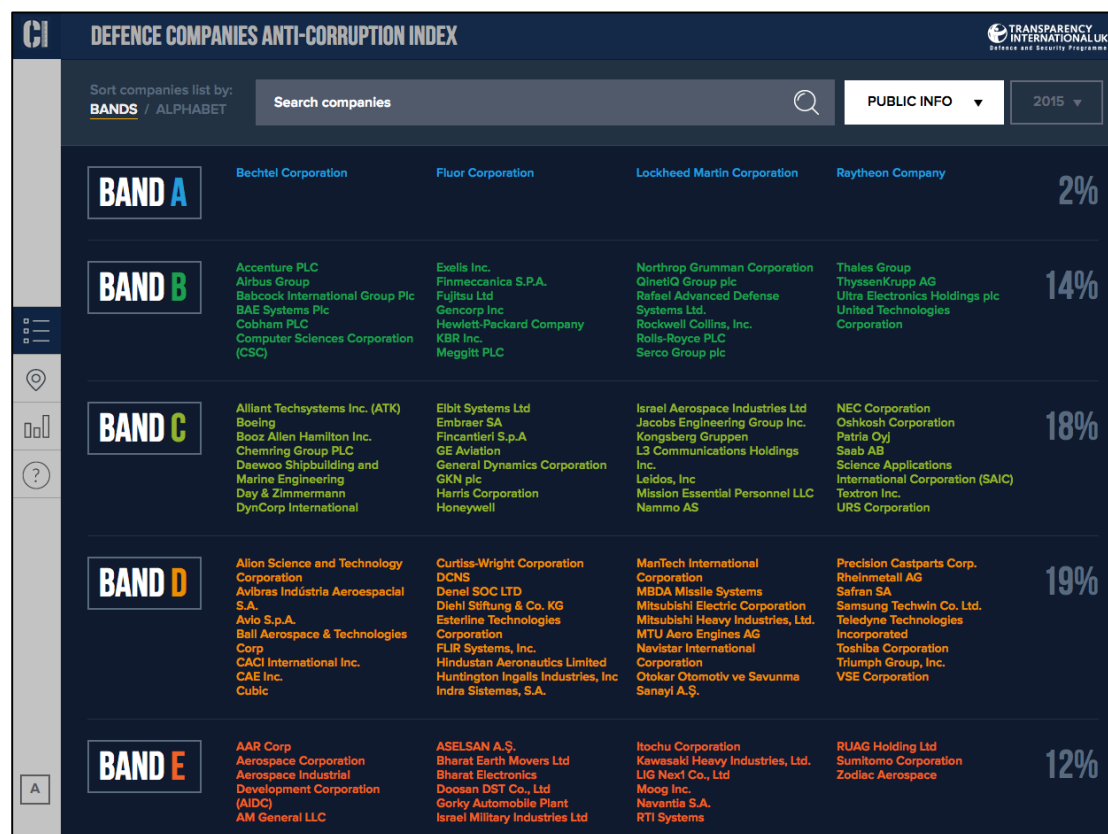 CI
DEFENCE COMPANIES ANTI-CORRUPTION INDEX
TRANSPARENCY
INTERNATIONAL UK
Defence and Security Programme
Sort companies list by:
BANDS / ALPHABET
Search companies
PUBLIC INFO
2015
BAND A
Bechtel Corporation
Fluor Corporation
Lockheed Martin Corporation
Raytheon Company
2%
BAND B
Accenture PLC
Airbus Group
Babcock International Group Plc
BAE Systems Plc
Cobham PLC
Computer Sciences Corporation
(CSC)
Exelis Inc.
Finmeccanica S.P.A.
Fujitsu Ltd
Gencorp Inc
Hewlett-Packard Company
KBR Inc.
Meggitt PLC
Northrop Grumman Corporation
QinetiQ Group plc
Rafael Advanced Defense
Systems Ltd.
Rockwell Collins, Inc.
Rolls-Royce PLC
Serco Group plc
Thales Group
ThyssenKrupp AG
Ultra Electronics Holdings plc
United Technologies
Corporation
14%
BAND C
Alliant Techsystems Inc. (ATK)
Boeing
Booz Allen Hamilton Inc.
Chemring Group PLC
Daewoo Shipbuilding and
Marine Engineering
Day & Zimmermann
DynCorp International
Elbit Systems Ltd
Embraer SA
Fincantieri S.p.A
GE Aviation
General Dynamics Corporation
GKN plc
Harris Corporation
Honeywell
Israel Aerospace Industries Ltd
Jacobs Engineering Group Inc.
Kongsberg Gruppen
L3 Communications Holdings
Inc.
Leidos, Inc
Mission Essential Personnel LLC
Nammo AS
NEC Corporation
Oshkosh Corporation
Patria Oyj
Saab AB
Science Applications
International Corporation (SAIC)
Textron Inc.
URS Corporation
18%
BAND D
Alion Science and Technology
Corporation
Avibras Indústria Aeroespacial
S.A.
Avio S.p.A.
Ball Aerospace & Technologies
Corp
CACI International Inc.
CAE Inc.
Cubic
Curtiss-Wright Corporation
DCNS
Denel SOC LTD
Diehl Stiftung & Co. KG
Esterline Technologies
Corporation
FLIR Systems, Inc.
Hindustan Aeronautics Limited
Huntington Ingalls Industries, Inc
Indra Sistemas, S.A.
ManTech International
Corporation
MBDA Missile Systems
Mitsubishi Electric Corporation
Mitsubishi Heavy Industries, Ltd.
MTU Aero Engines AG
Navistar International
Corporation
Otokar Otomotiv ve Savunma
Sanayi A.Ş.
Precision Castparts Corp.
Rheinmetall AG
Safran SA
Samsung Techwin Co. Ltd.
Teledyne Technologies
Incorporated
Toshiba Corporation
Triumph Group, Inc.
VSE Corporation
19%
BAND E
AAR Corp
Aerospace Corporation
Aerospace Industrial
Development Corporation
(AIDC)
AM General LLC
ASELSAN A.Ş.
Bharat Earth Movers Ltd
Bharat Electronics
Doosan DST Co., Ltd
Gorky Automobile Plant
Israel Military Industries Ltd
Itochu Corporation
Kawasaki Heavy Industries, Ltd.
LIG Nex1 Co., Ltd
Moog Inc.
Navantia S.A.
RTI Systems
RUAG Holding Ltd
Sumitomo Corporation
Zodiac Aerospace
12%
?
A